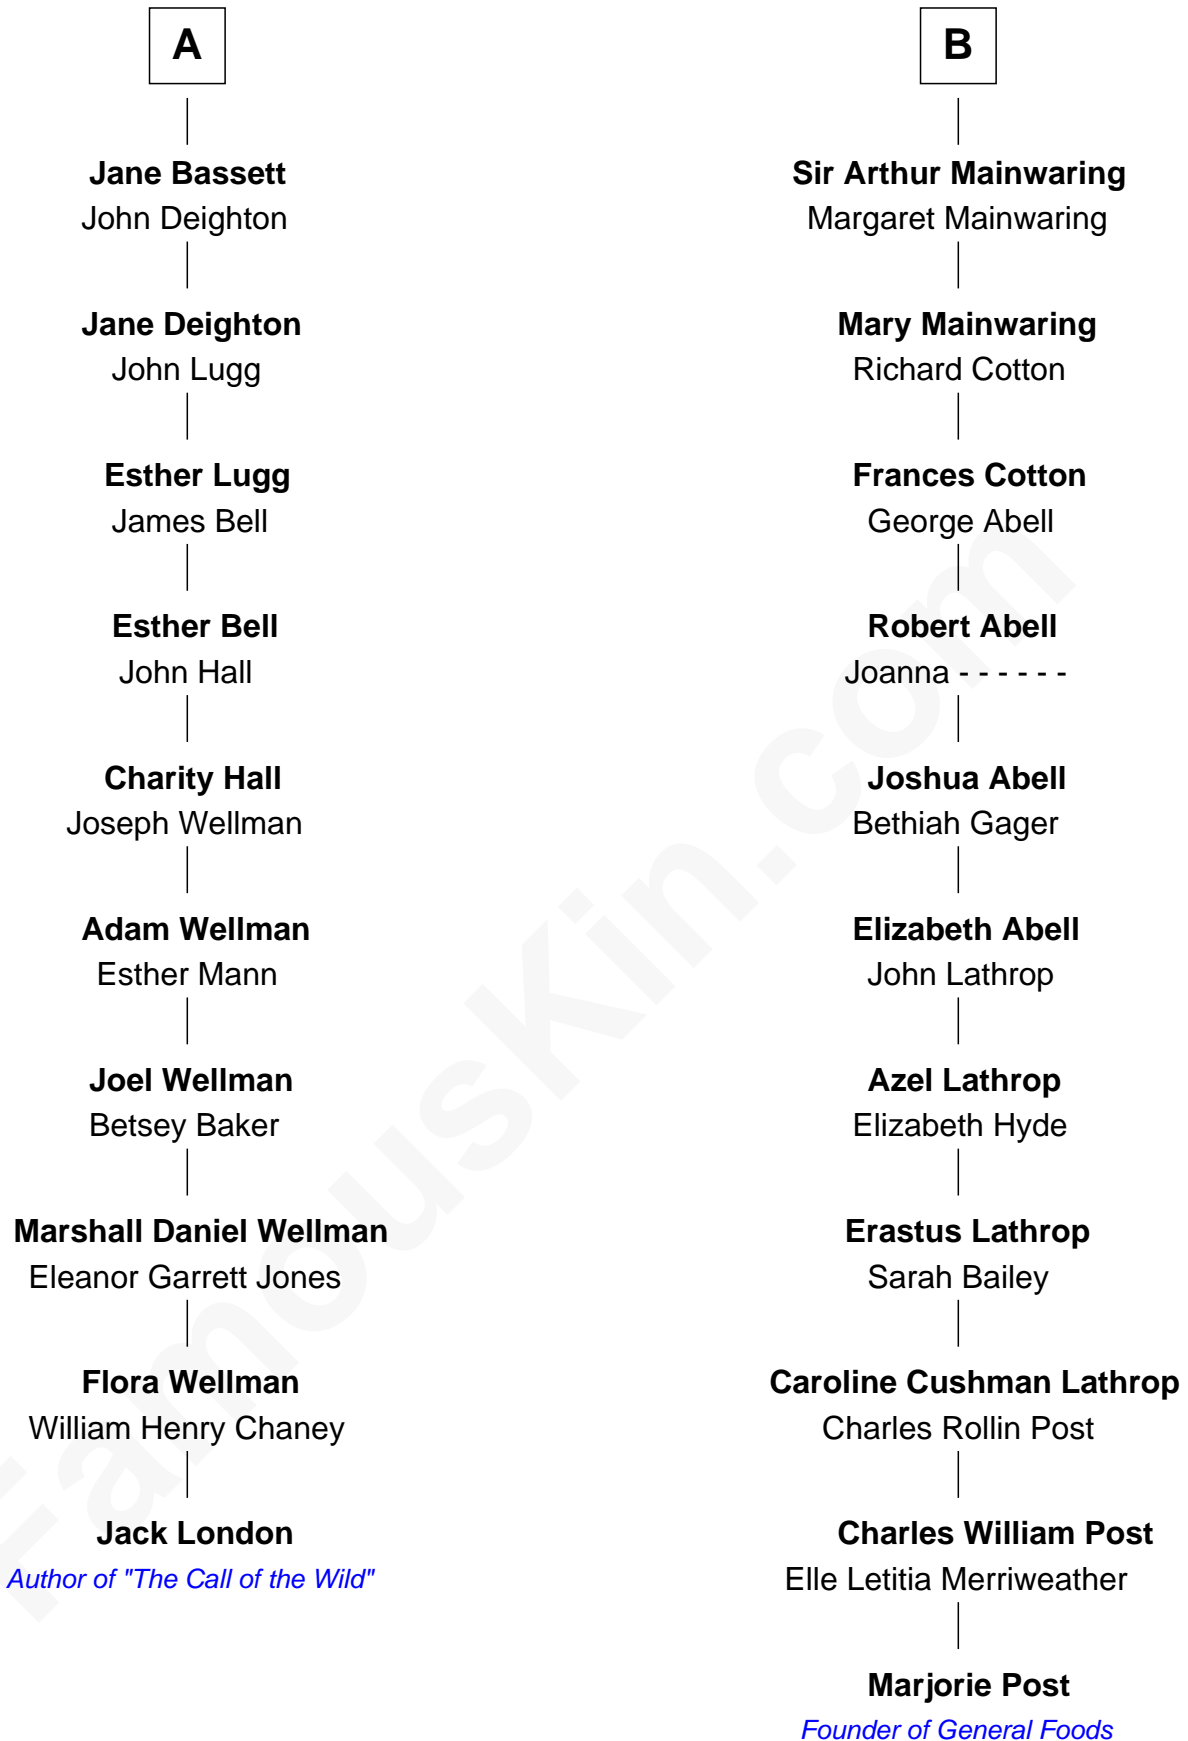 A
Jane Bassett
John Deighton
Jane Deighton
John Lugg
Esther Lugg
James Bell
Esther Bell
John Hall
Charity Hall
Joseph Wellman
Adam Wellman
Esther Mann
Joel Wellman
Betsey Baker
Marshall Daniel Wellman
Eleanor Garrett Jones
Flora Wellman
William Henry Chaney
Jack London
Author of "The Call of the Wild"
B
Sir Arthur Mainwaring
Margaret Mainwaring
Mary Mainwaring
Richard Cotton
Frances Cotton
George Abell
Robert Abell
Joanna - - - - - -
Joshua Abell
Bethiah Gager
Elizabeth Abell
John Lathrop
Azel Lathrop
Elizabeth Hyde
Erastus Lathrop
Sarah Bailey
Caroline Cushman Lathrop
Charles Rollin Post
Charles William Post
Elle Letitia Merriweather
Marjorie Post
Founder of General Foods
FamousKin.com